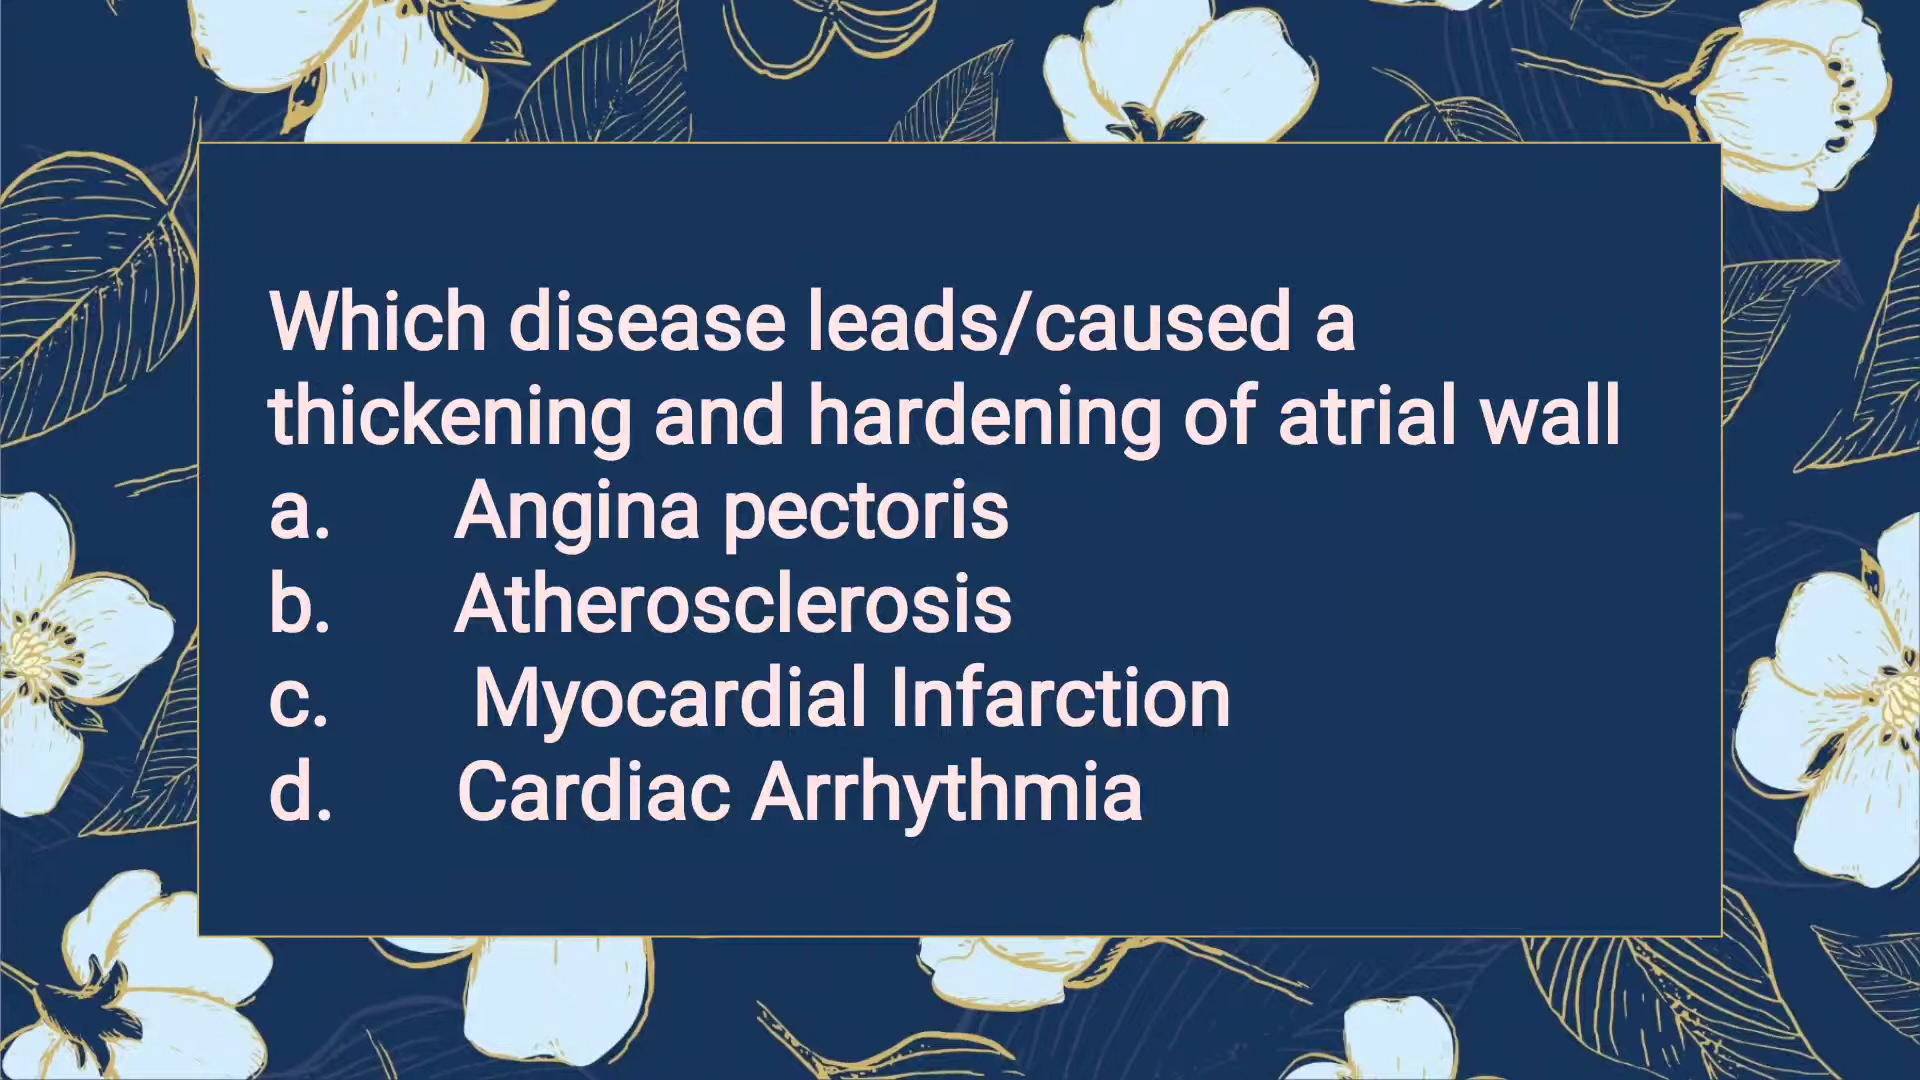 Which disease leads/caused a
thickening and hardening of atrial wall
a. Angina pectoris
b. Atherosclerosis
c. Myocardial Infarction
d. Cardiac Arrhythmia